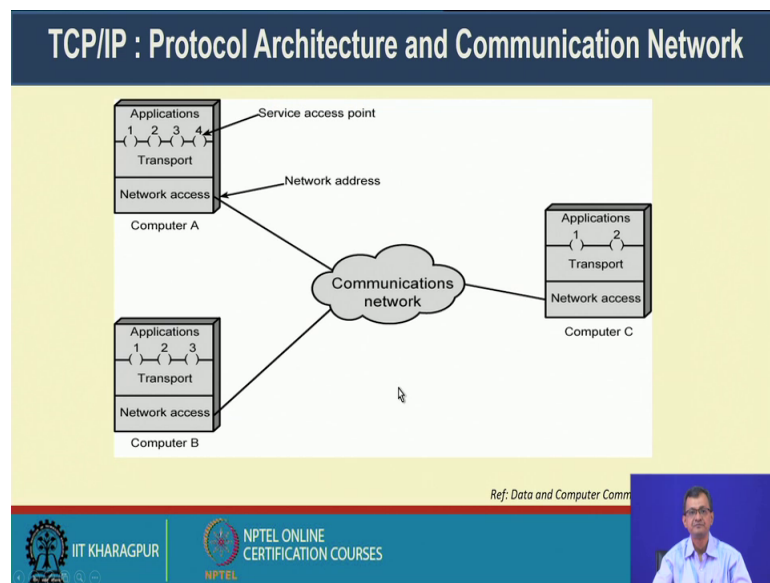 TCP/IP : Protocol Architecture and Communication Network
Applications
1 2 3 4
Service access point
Transport
Network access
Network address
Computer A
Applications
1 2
Transport
Network access
Computer C
Communications
network
Applications
1 2 3
Transport
Network access
Computer B
Ref: Data and Computer Comm
IIT KHARAGPUR
NPTEL
NPTEL ONLINE
CERTIFICATION COURSES